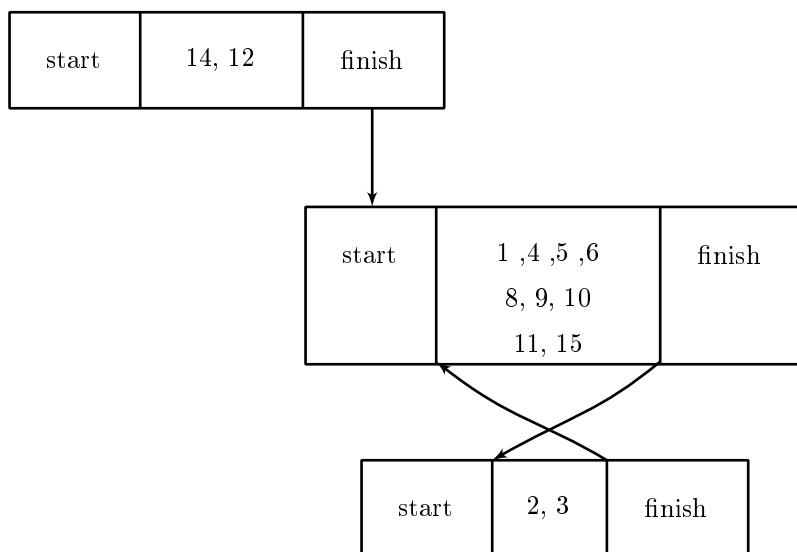 start 14, 12 finish
start 1 ,4 ,5 ,6 finish
8, 9, 10
11, 15
start 2, 3 finish